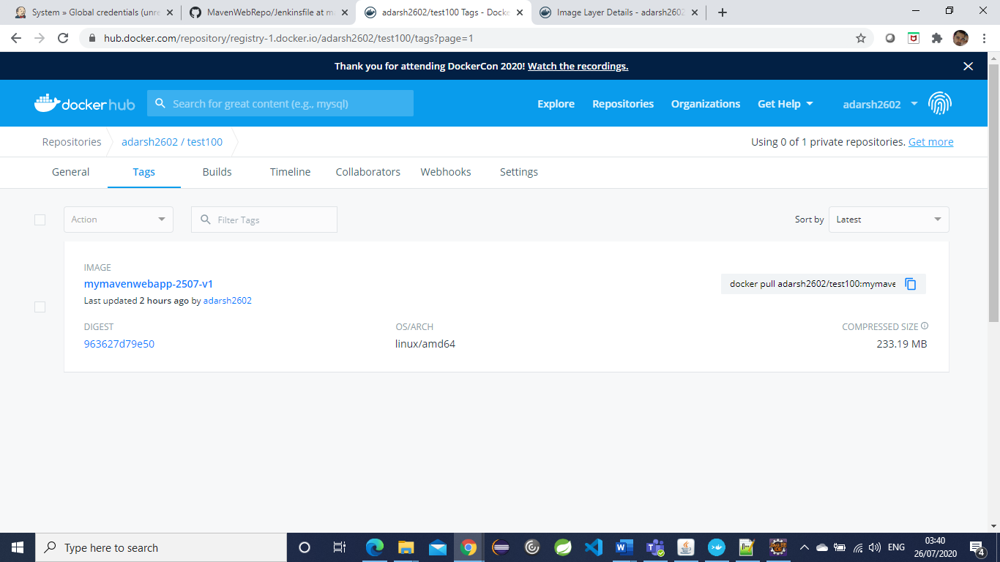 System » Global credentials (unre
MavenWebRepo/Jenkinsfile at m
adarsh2602/test100 Tags - Docke
Image Layer Details - adarsh2602
hub.docker.com/repository/registry-1.docker.io/adarsh2602/test100/tags?page=1
Thank you for attending DockerCon 2020! Watch the recordings.
docker hub
Search for great content (e.g., mysql)
Explore
Repositories
Organizations
Get Help
adarsh2602
Repositories
adarsh2602 / test100
Using 0 of 1 private repositories. Get more
General
Tags
Builds
Timeline
Collaborators
Webhooks
Settings
Action
Filter Tags
Sort by
Latest
IMAGE
mymavenwebapp-2507-v1
docker pull adarsh2602/test100:mymave
Last updated 2 hours ago by adarsh2602
DIGEST
OS/ARCH
COMPRESSED SIZE
963627d79e50
linux/amd64
233.19 MB
Type here to search
ENG
03:40
26/07/2020
4